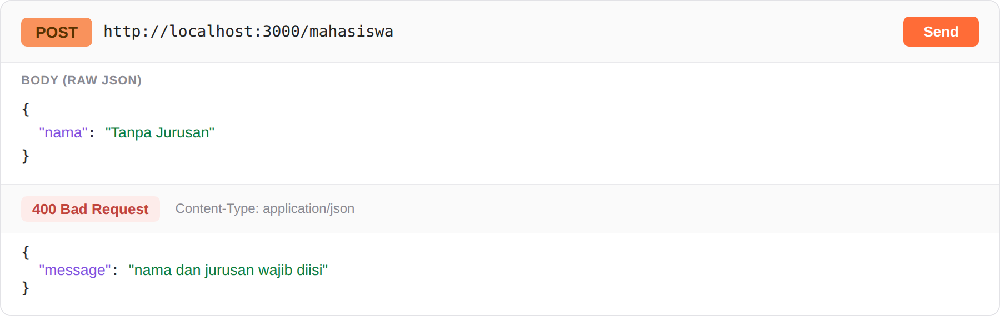 POST http://localhost:3000/mahasiswa Send
BODY (RAW JSON)
{
"nama": "Tanpa Jurusan"
}
400 Bad Request Content-Type: application/json
{
"message": "nama dan jurusan wajib diisi"
}